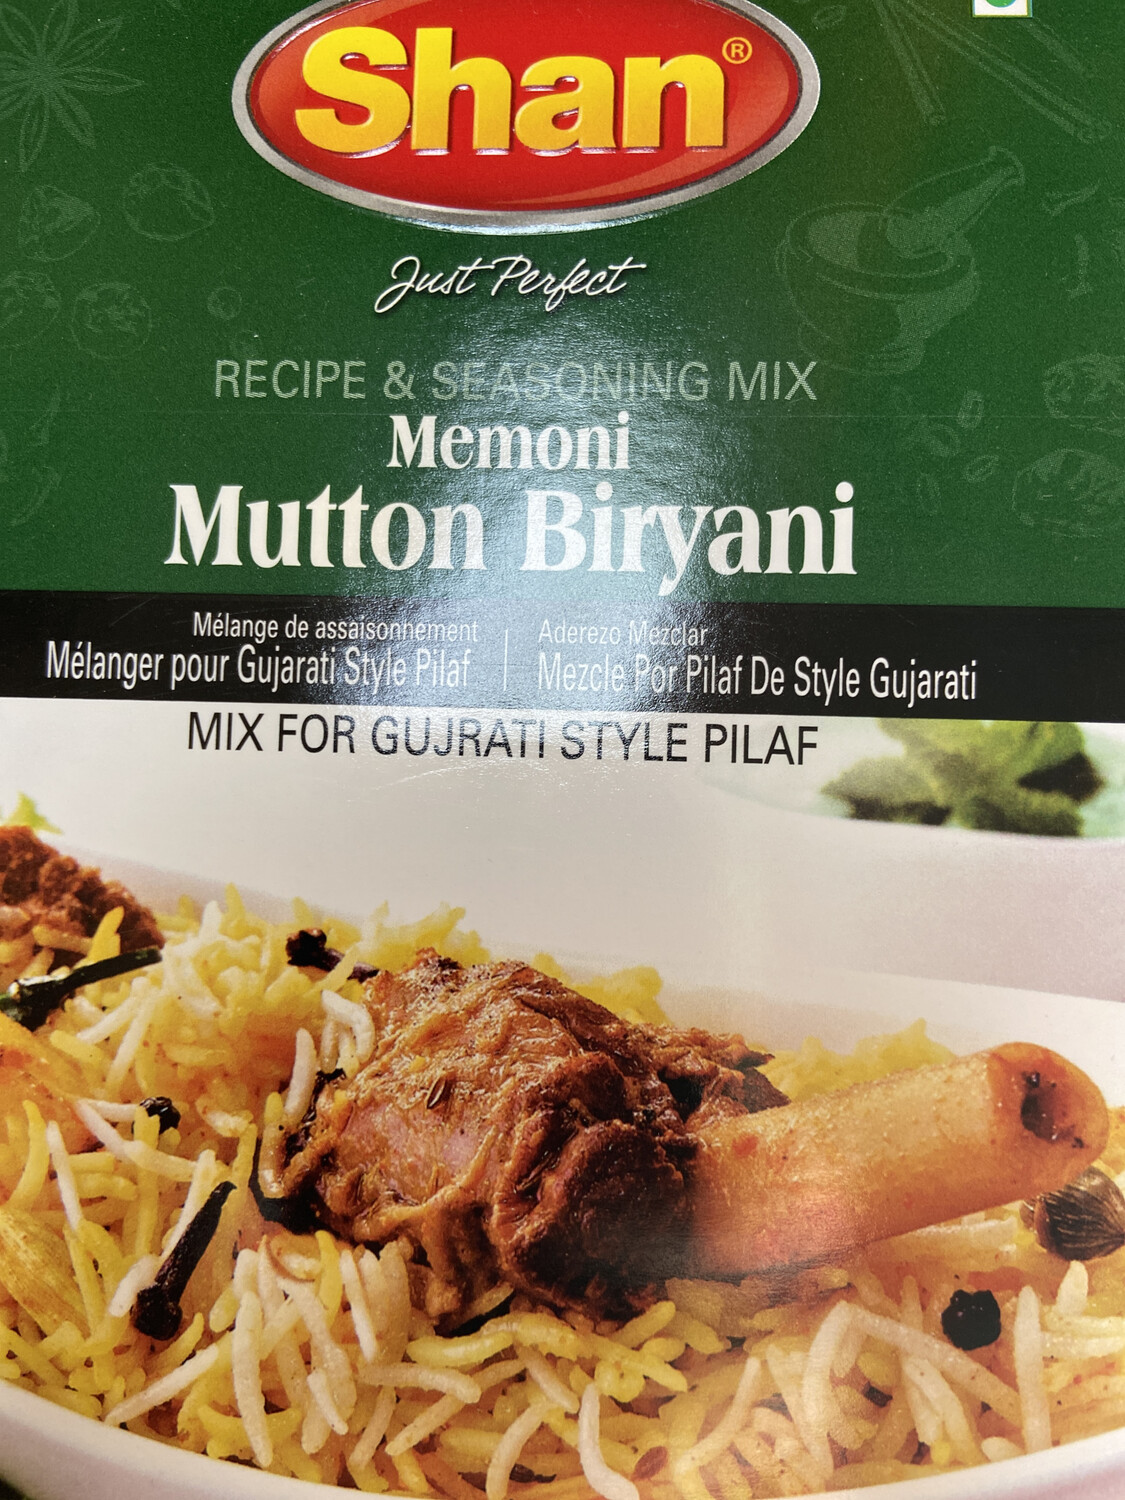 Shan®
Just Perfect
RECIPE & SEASONING MIX
Memoni
Mutton Biryani
Mélange de assaisonnement
Mélanger pour Gujarati Style Pilaf
Aderezo Mezclar
Mezcle Por Pilaf De Style Gujarati
MIX FOR GUJRATI STYLE PILAF